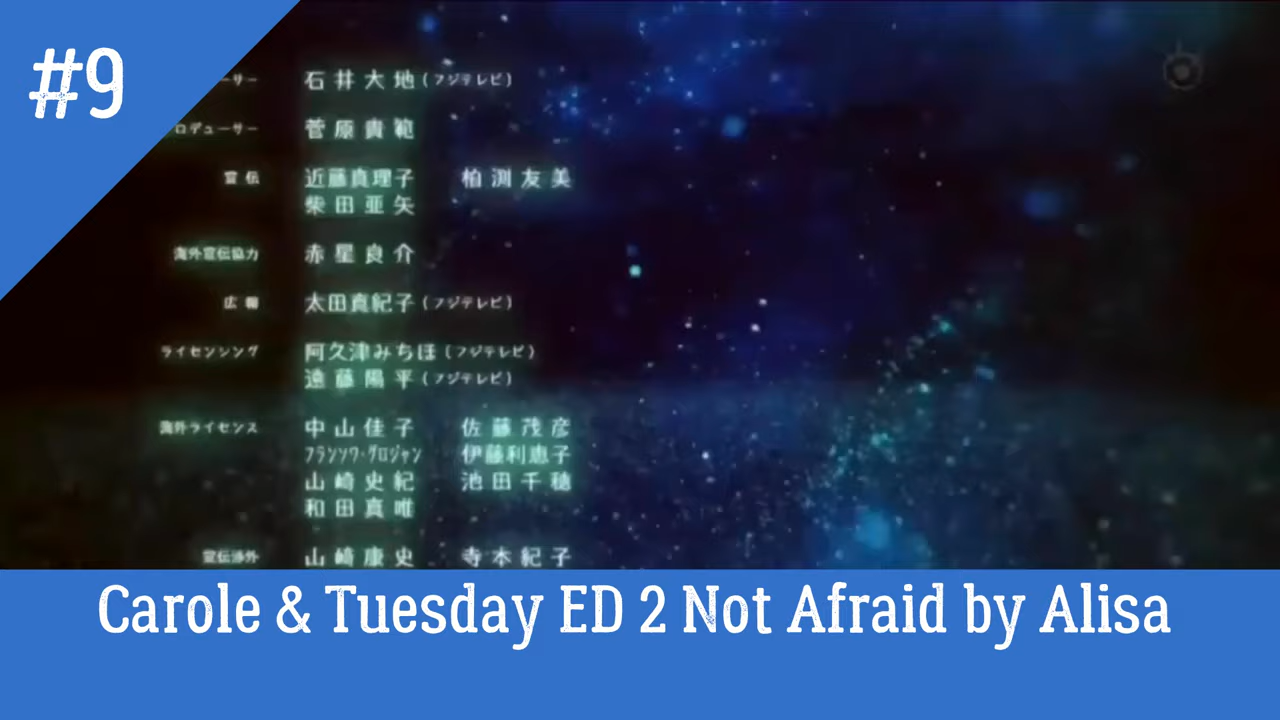 #9
ーサー 石井大地(フジテレビ)
ロデューサー 菅原貴範
宣伝 近藤真理子 柏渕友美
柴田亜矢
海外宣伝協力 赤星良介
広報 太田真紀子(フジテレビ)
ライセンシング 阿久津みちほ(フジテレビ)
遠藤陽平(フジテレビ)
海外ライセンス 中山佳子 佐藤茂彦
フランソワ・グロジャン 伊藤利恵子
山崎史紀 池田千穂
和田真唯
宣伝渉外 山崎康史 寺本紀子
Carole & Tuesday ED 2 Not Afraid by Alisa